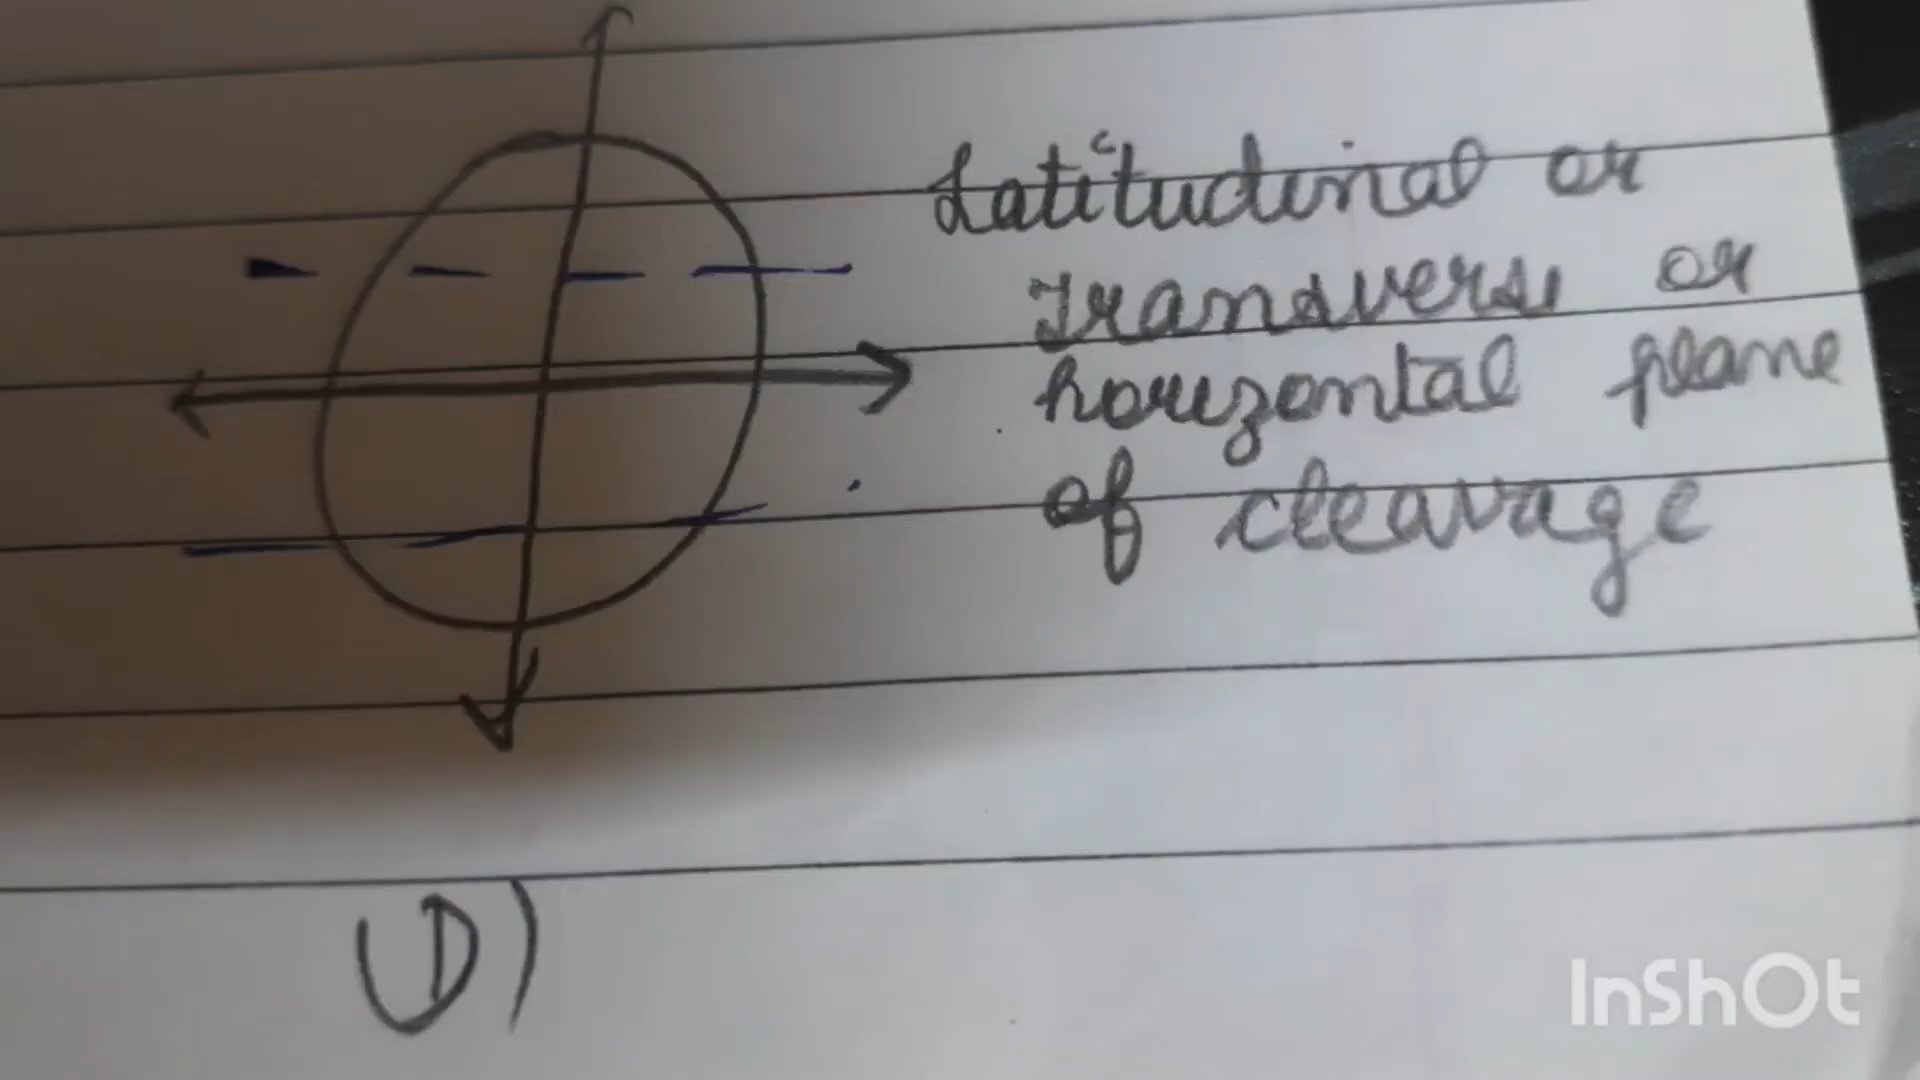 Latitudinal or
Transverse or
horizontal plane
of cleavage
(D)
InShOt